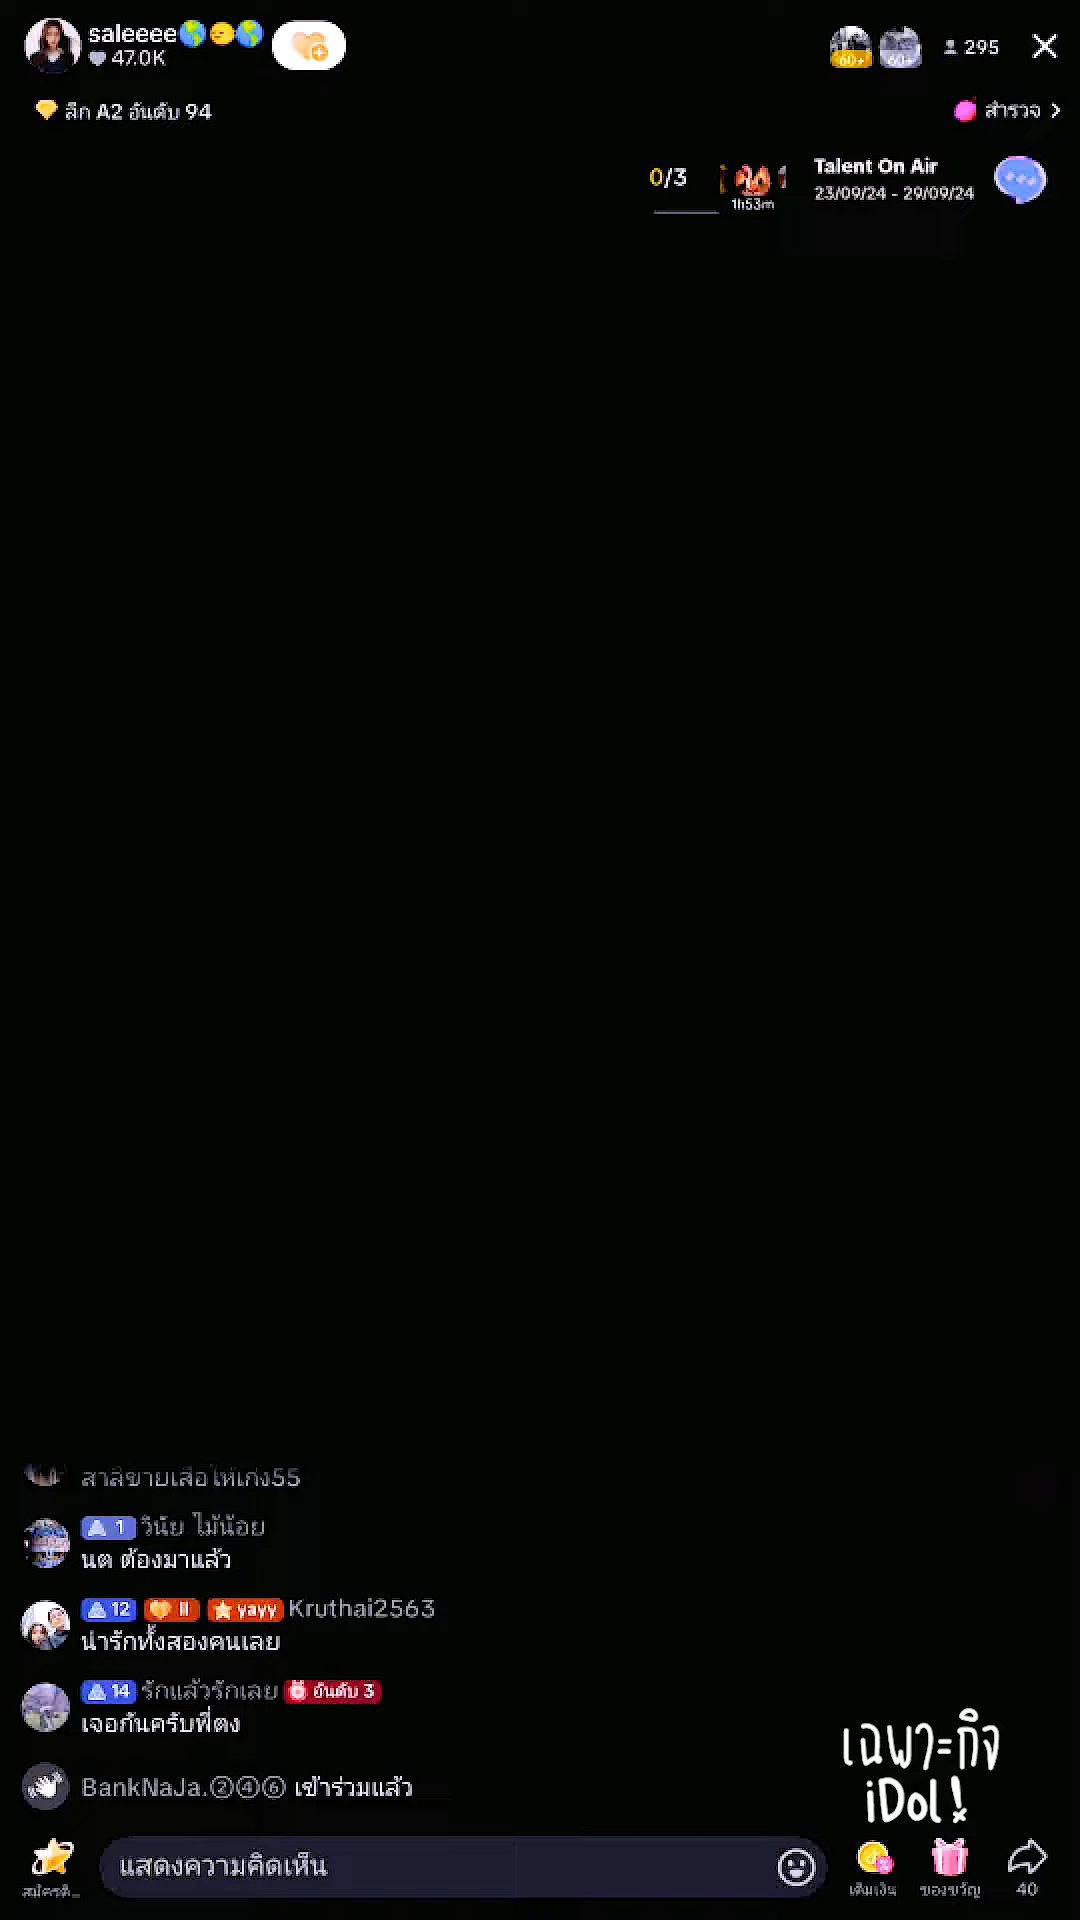 saleeee🌎🌝🌎
47.0K
295
ลีก A2 อันดับ 94
สำรวจ
0/3
1h53m
Talent On Air
23/09/24 - 29/09/24
60+
60+
สาลิขายเสื้อให้เก่ง55
1 วินัย ไม้น้อย
นต ต้องมาแล้ว
12 II yayy Kruthai2563
น่ารักทั้งสองคนเลย
14 รักแล้วรักเลย อันดับ 3
เจอกันครับพี่ตง
BankNaJa.②④⑥ เข้าร่วมแล้ว
เฉพาะกิจ
iDol!
แสดงความคิดเห็น
สมัครติ...
เติมเงิน
ของขวัญ
40